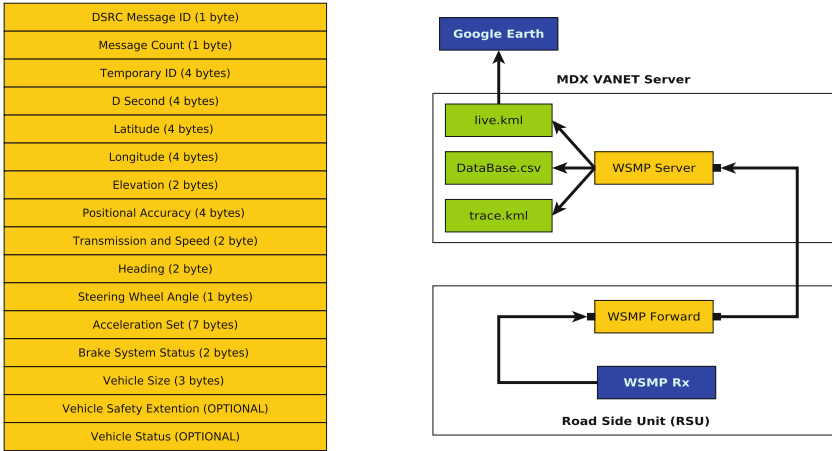 DSRC Message ID (1 byte)
Message Count (1 byte)
Temporary ID (4 bytes)
D Second (4 bytes)
Latitude (4 bytes)
Longitude (4 bytes)
Elevation (2 bytes)
Positional Accuracy (4 bytes)
Transmission and Speed (2 byte)
Heading (2 byte)
Steering Wheel Angle (1 bytes)
Acceleration Set (7 bytes)
Brake System Status (2 bytes)
Vehicle Size (3 bytes)
Vehicle Safety Extention (OPTIONAL)
Vehicle Status (OPTIONAL)
Google Earth
MDX VANET Server
live.kml
DataBase.csv
WSMP Server
trace.kml
WSMP Forward
WSMP Rx
Road Side Unit (RSU)